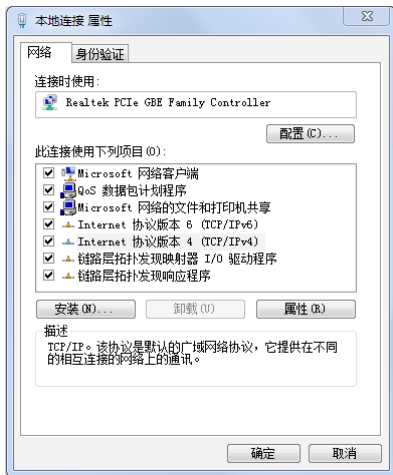 本地连接 属性
网络
身份验证
连接时使用:
Realtek PCIe GBE Family Controller
配置(C)...
此连接使用下列项目(O):
Microsoft 网络客户端
QoS 数据包计划程序
Microsoft 网络的文件和打印机共享
Internet 协议版本 6 (TCP/IPv6)
Internet 协议版本 4 (TCP/IPv4)
链路层拓扑发现映射器 I/O 驱动程序
链路层拓扑发现响应程序
安装(N)...
卸载(U)
属性(R)
描述
TCP/IP。该协议是默认的广域网络协议，它提供在不同
的相互连接的网络上的通讯。
确定
取消